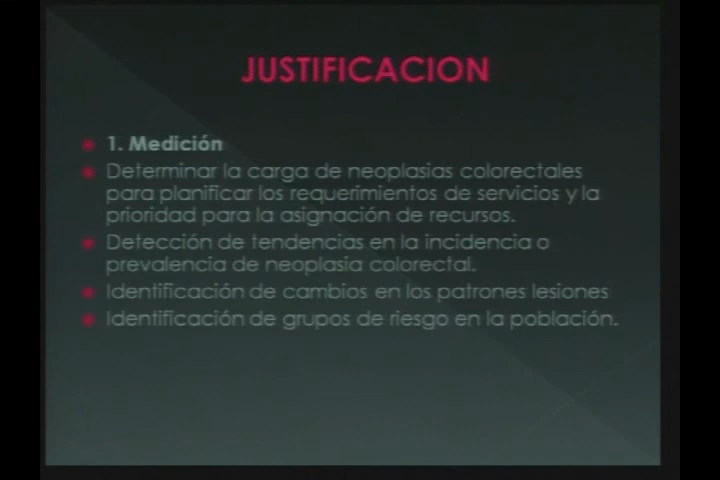 JUSTIFICACION
1. Medición
Determinar la carga de neoplasias colorectales
para planificar los requerimientos de servicios y la
prioridad para la asignación de recursos.
Detección de tendencias en la incidencia o
prevalencia de neoplasia colorectal.
Identificación de cambios en los patrones lesiones
Identificación de grupos de riesgo en la población.